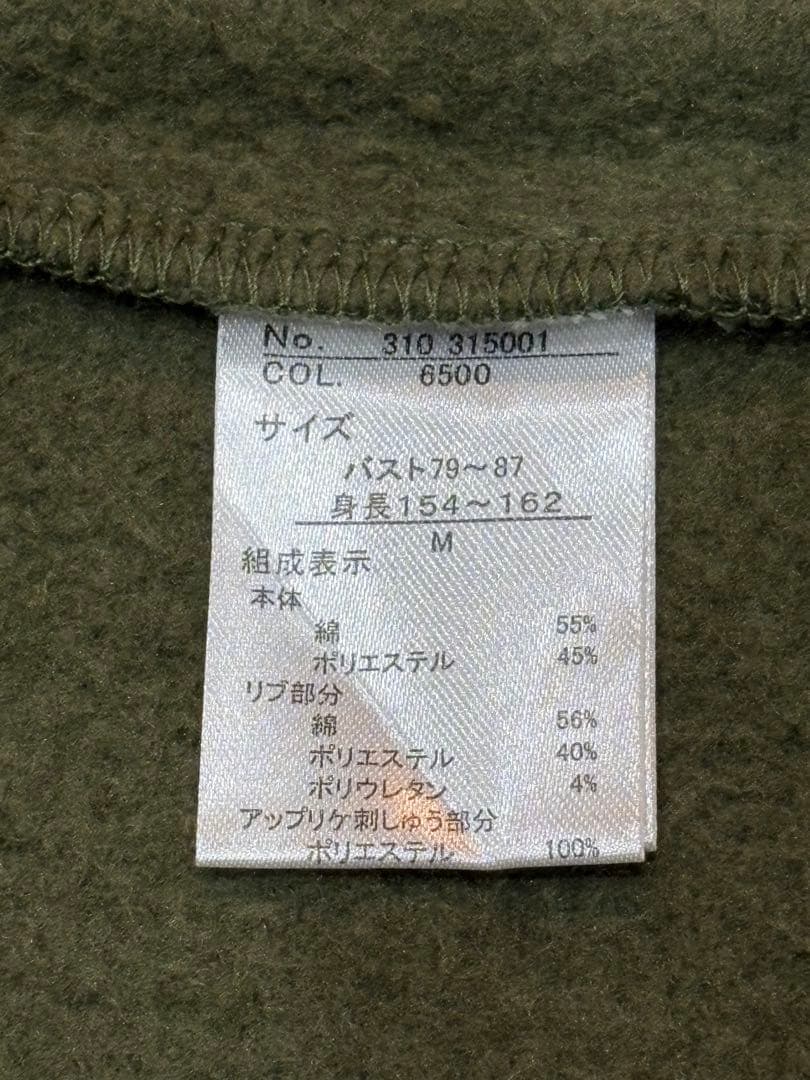 No. 310 315001
COL. 6500
サイズ
バスト79～87
身長154～162
M
組成表示
本体
綿 55%
ポリエステル 45%
リブ部分
綿 56%
ポリエステル 40%
ポリウレタン 4%
アップリケ刺しゅう部分
ポリエステル 100%